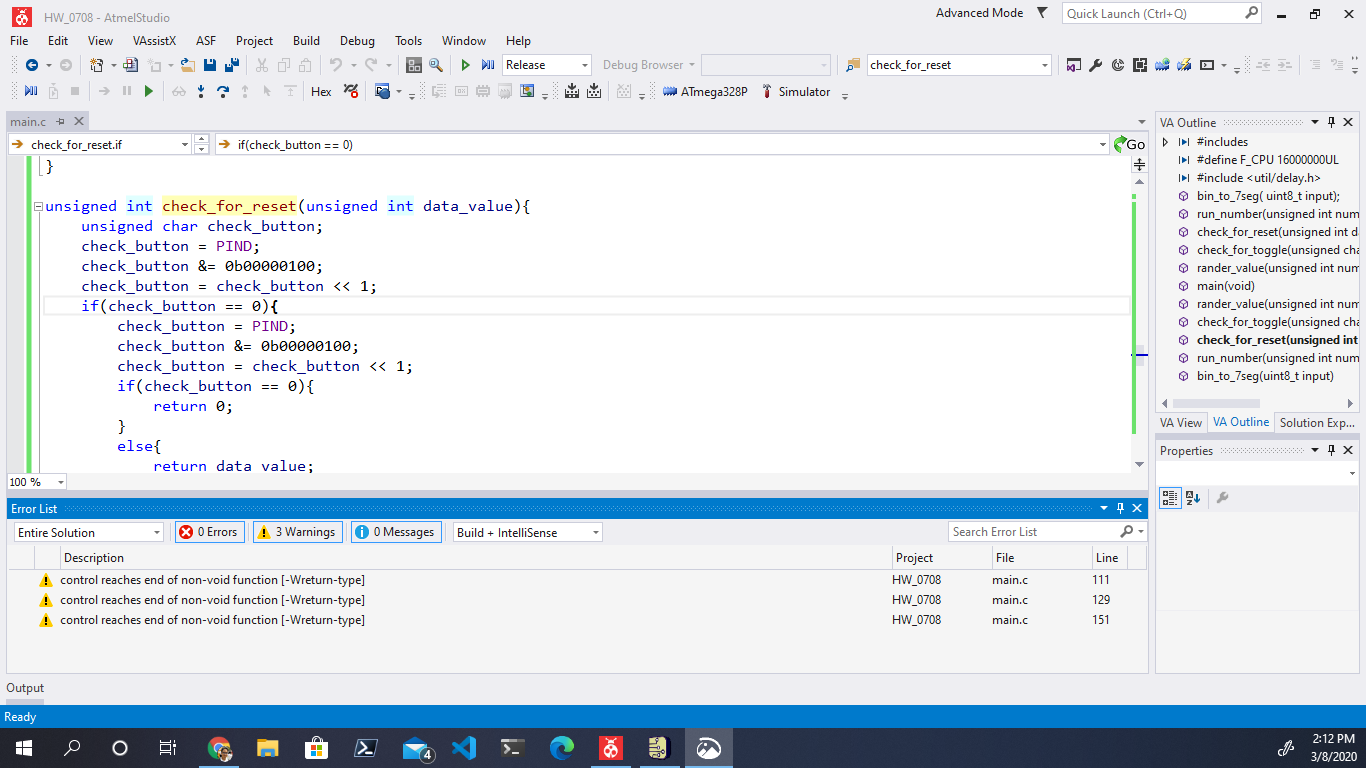 HW_0708 - AtmelStudio
Advanced Mode
Quick Launch (Ctrl+Q)
File Edit View VAssistX ASF Project Build Debug Tools Window Help
Release Debug Browser check_for_reset
Hex ATmega328P Simulator
main.c
check_for_reset.if
if(check_button == 0)
Go
}
unsigned int check_for_reset(unsigned int data_value){
unsigned char check_button;
check_button = PIND;
check_button &= 0b00000100;
check_button = check_button << 1;
if(check_button == 0){
check_button = PIND;
check_button &= 0b00000100;
check_button = check_button << 1;
if(check_button == 0){
return 0;
}
else{
return data_value;
100 %
VA Outline
#includes
#define F_CPU 16000000UL
#include <util/delay.h>
bin_to_7seg( uint8_t input);
run_number(unsigned int num
check_for_reset(unsigned int da
check_for_toggle(unsigned cha
rander_value(unsigned int num
main(void)
rander_value(unsigned int num
check_for_toggle(unsigned cha
check_for_reset(unsigned int
run_number(unsigned int num
bin_to_7seg(uint8_t input)
VA View VA Outline Solution Exp...
Properties
Error List
Entire Solution 0 Errors 3 Warnings 0 Messages Build + IntelliSense Search Error List
Description Project File Line
control reaches end of non-void function [-Wreturn-type] HW_0708 main.c 111
control reaches end of non-void function [-Wreturn-type] HW_0708 main.c 129
control reaches end of non-void function [-Wreturn-type] HW_0708 main.c 151
Output
Ready
4
2:12 PM
3/8/2020